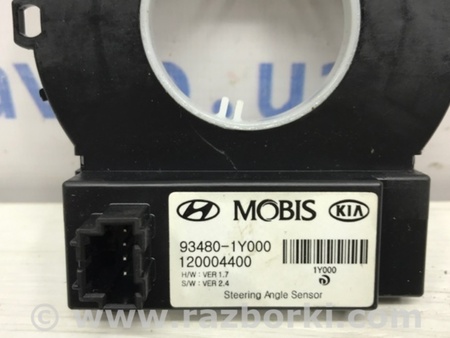 MOBIS KIA
93480-1Y000
120004400
H/W : VER 1.7
S/W : VER 2.4
1Y000
Steering Angle Sensor
© www.razborki.com